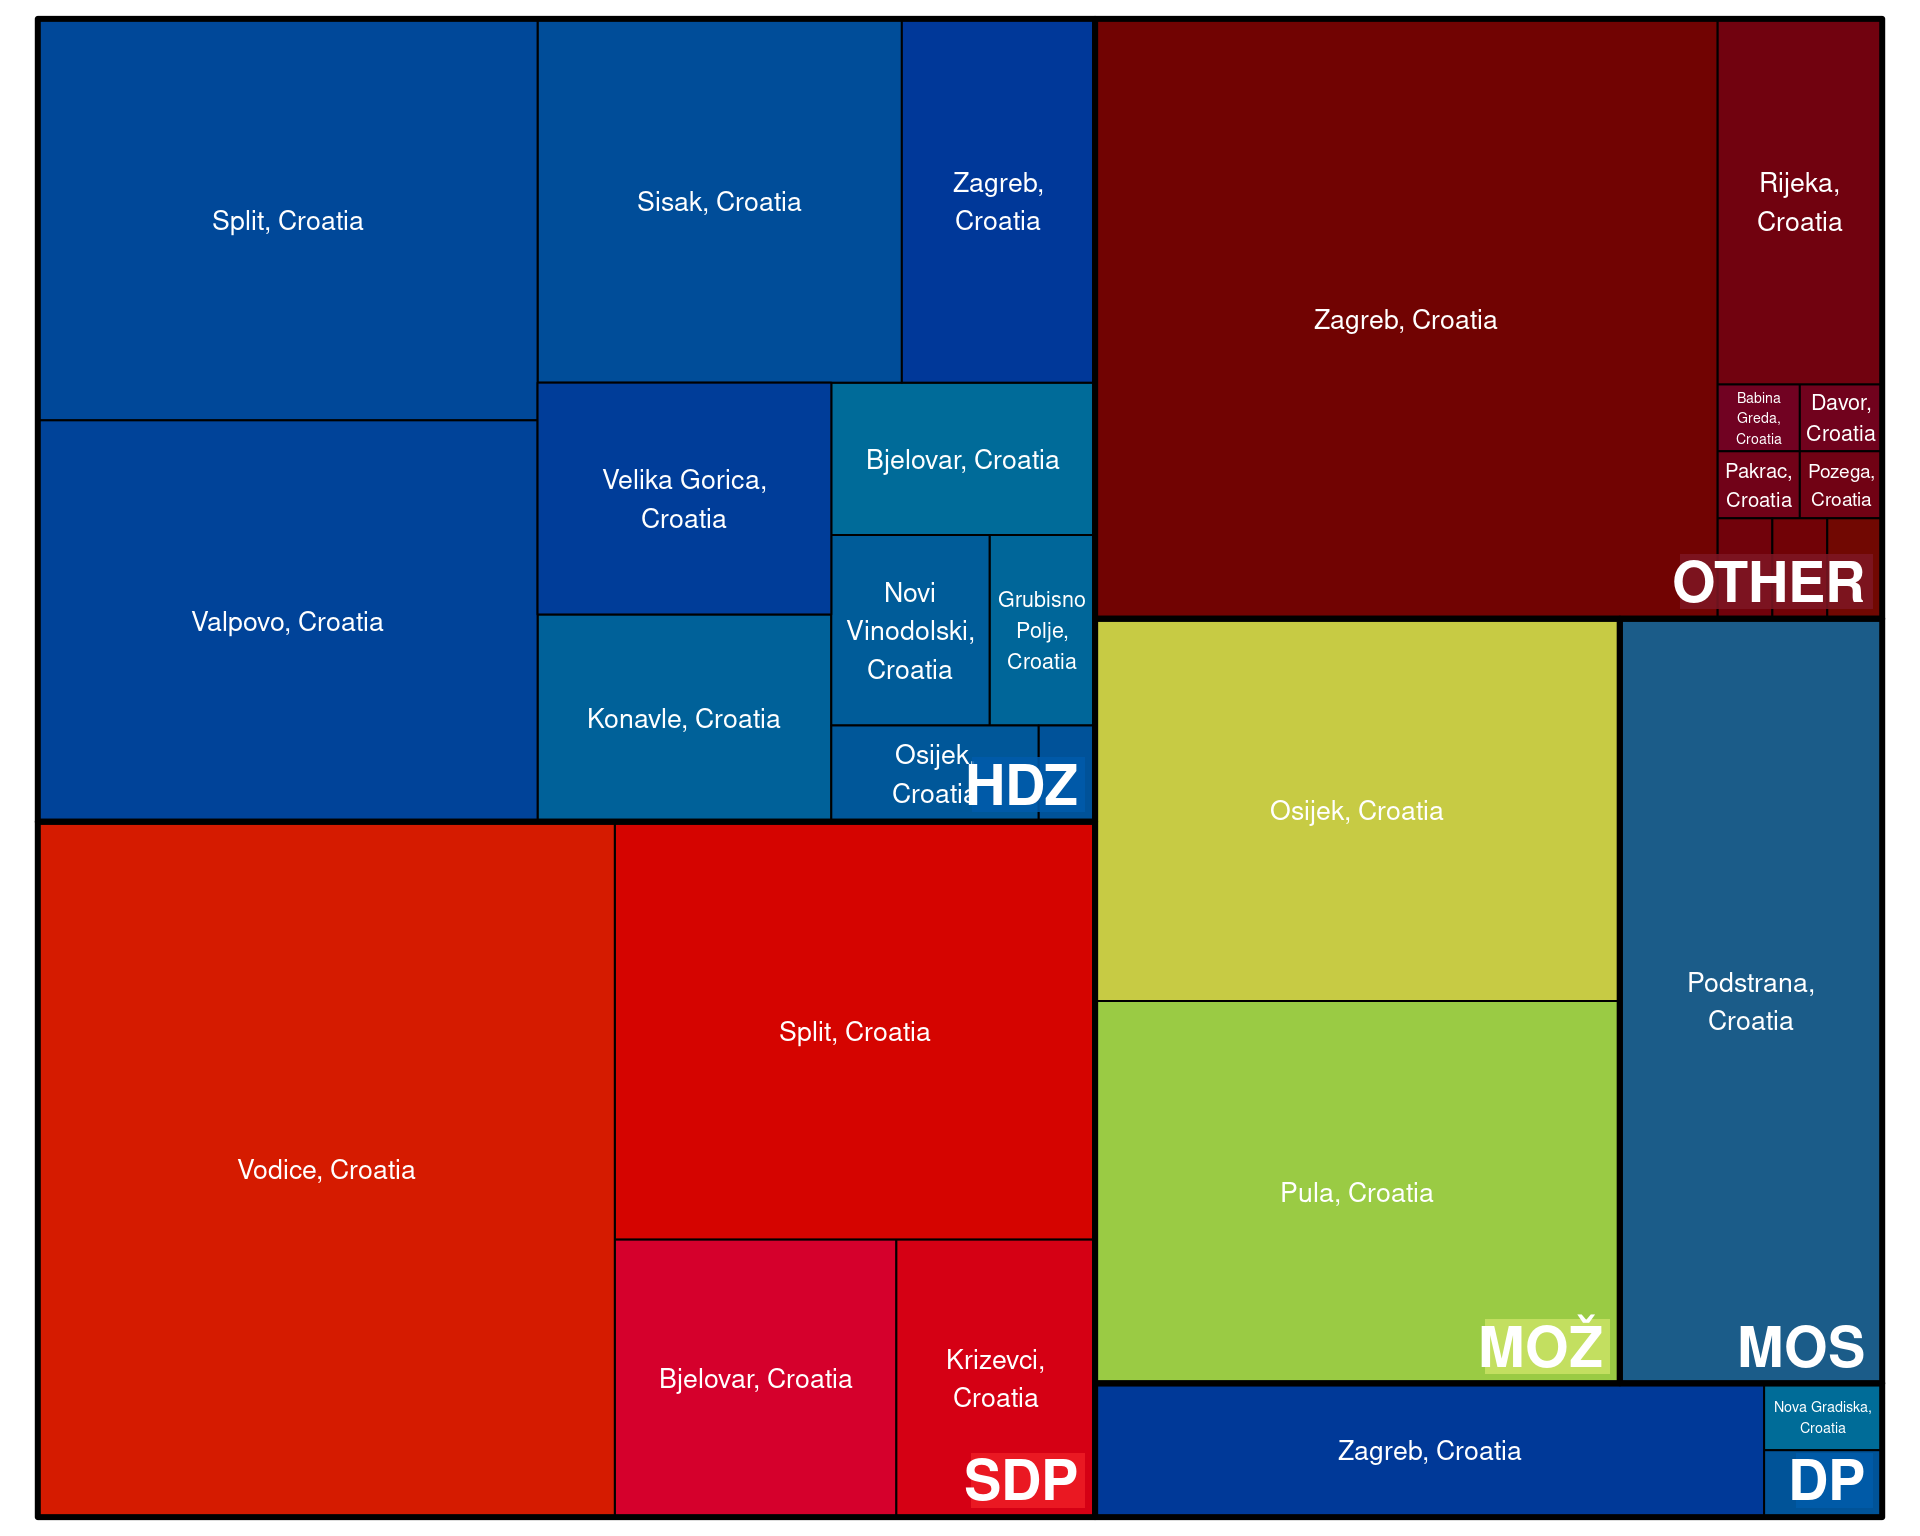 Split, Croatia
Sisak, Croatia
Zagreb,
Croatia
Valpovo, Croatia
Velika Gorica,
Croatia
Bjelovar, Croatia
Novi
Vinodolski,
Croatia
Grubisno
Polje,
Croatia
Konavle, Croatia
Osijek,
Croatia
HDZ
Vodice, Croatia
Split, Croatia
Bjelovar, Croatia
Krizevci,
Croatia
SDP
Zagreb, Croatia
Rijeka,
Croatia
Babina
Greda,
Croatia
Davor,
Croatia
Pakrac,
Croatia
Pozega,
Croatia
OTHER
Osijek, Croatia
Pula, Croatia
MOŽ
Podstrana,
Croatia
MOS
Zagreb, Croatia
Nova Gradiska,
Croatia
DP